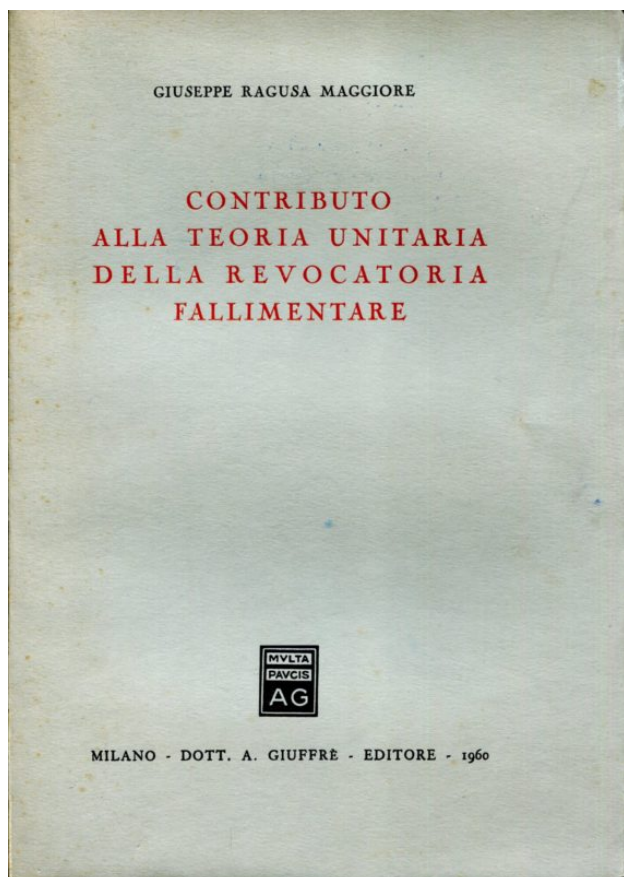 GIUSEPPE RAGUSA MAGGIORE
CONTRIBUTO
ALLA TEORIA UNITARIA
DELLA REVOCATORIA
FALLIMENTARE
MVLTA
PAVCIS
AG
MILANO - DOTT. A. GIUFFRÈ - EDITORE - 1960